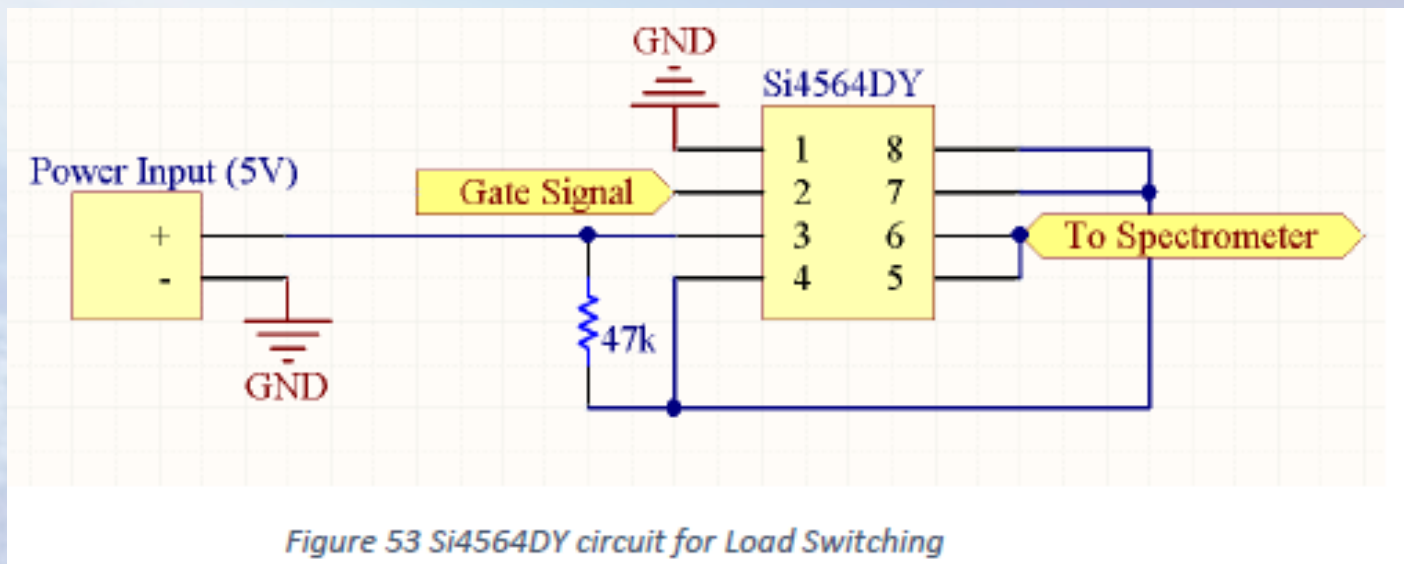 GND
Si4564DY
Power Input (5V)
1 8
Gate Signal
2 7
+
3 6
To Spectrometer
-
4 5
47k
GND
Figure 53 Si4564DY circuit for Load Switching